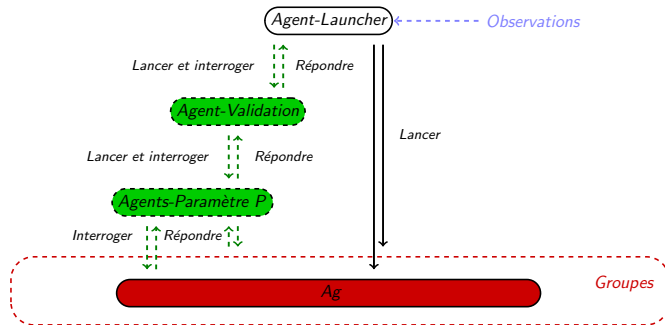 Agent-Launcher
Observations
Lancer et interroger
Répondre
Agent-Validation
Lancer
Lancer et interroger
Répondre
Agents-Paramètre P
Interroger
Répondre
Groupes
Ag